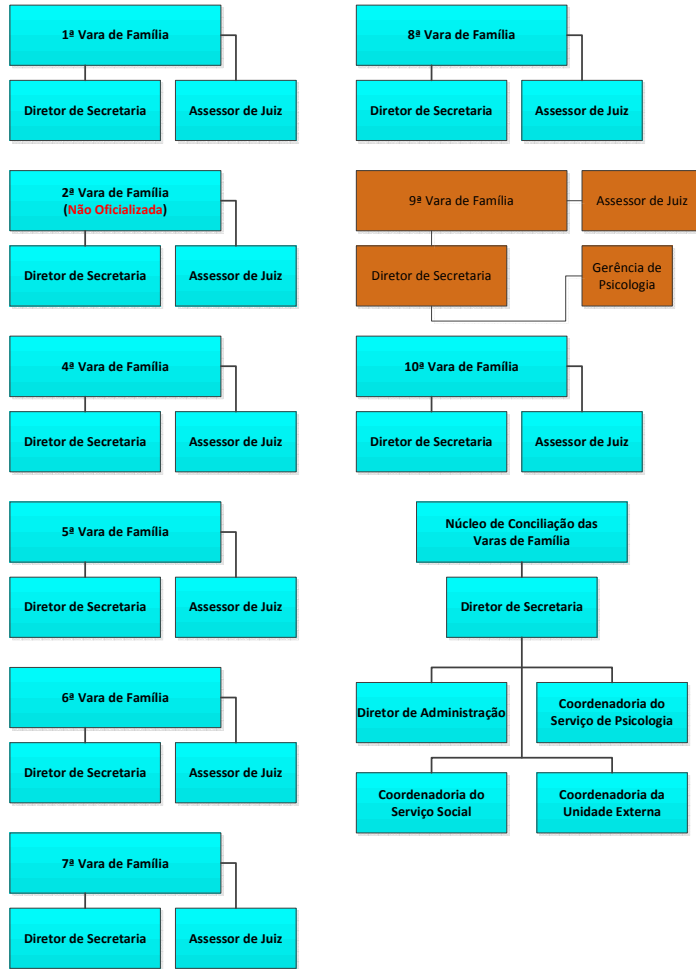 1ª Vara de Família
Diretor de Secretaria
Assessor de Juiz
2ª Vara de Família
(Não Oficializada)
Diretor de Secretaria
Assessor de Juiz
4ª Vara de Família
Diretor de Secretaria
Assessor de Juiz
5ª Vara de Família
Diretor de Secretaria
Assessor de Juiz
6ª Vara de Família
Diretor de Secretaria
Assessor de Juiz
7ª Vara de Família
Diretor de Secretaria
Assessor de Juiz
8ª Vara de Família
Diretor de Secretaria
Assessor de Juiz
9ª Vara de Família
Assessor de Juiz
Diretor de Secretaria
Gerência de
Psicologia
10ª Vara de Família
Diretor de Secretaria
Assessor de Juiz
Núcleo de Conciliação das
Varas de Família
Diretor de Secretaria
Diretor de Administração
Coordenadoria do
Serviço de Psicologia
Coordenadoria do
Serviço Social
Coordenadoria da
Unidade Externa